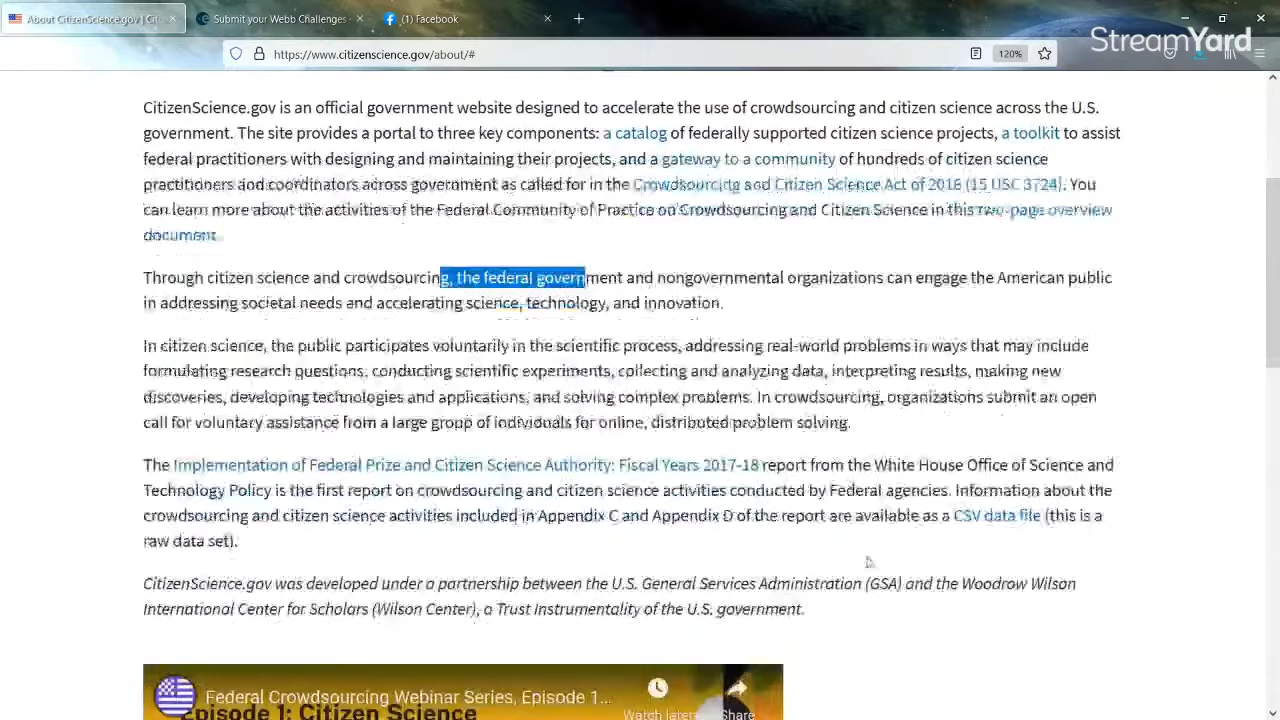 About CitizenScience.gov | Citi
Submit your Webb Challenges
(1) Facebook
StreamYard
https://www.citizenscience.gov/about/#
120%
CitizenScience.gov is an official government website designed to accelerate the use of crowdsourcing and citizen science across the U.S.
government. The site provides a portal to three key components: a catalog of federally supported citizen science projects, a toolkit to assist
federal practitioners with designing and maintaining their projects, and a gateway to a community of hundreds of citizen science
practitioners and coordinators across government as called for in the Crowdsourcing and Citizen Science Act of 2016 (15 USC 3724). You
can learn more about the activities of the Federal Community of Practice on Crowdsourcing and Citizen Science in this two-page overview
document.
Through citizen science and crowdsourcing, the federal government and nongovernmental organizations can engage the American public
in addressing societal needs and accelerating science, technology, and innovation.
In citizen science, the public participates voluntarily in the scientific process, addressing real-world problems in ways that may include
formulating research questions, conducting scientific experiments, collecting and analyzing data, interpreting results, making new
discoveries, developing technologies and applications, and solving complex problems. In crowdsourcing, organizations submit an open
call for voluntary assistance from a large group of individuals for online, distributed problem solving.
The Implementation of Federal Prize and Citizen Science Authority: Fiscal Years 2017-18 report from the White House Office of Science and
Technology Policy is the first report on crowdsourcing and citizen science activities conducted by Federal agencies. Information about the
crowdsourcing and citizen science activities included in Appendix C and Appendix D of the report are available as a CSV data file (this is a
raw data set).
CitizenScience.gov was developed under a partnership between the U.S. General Services Administration (GSA) and the Woodrow Wilson
International Center for Scholars (Wilson Center), a Trust Instrumentality of the U.S. government.
Federal Crowdsourcing Webinar Series, Episode 1...
Episode 1: Citizen Science
Watch later
Share